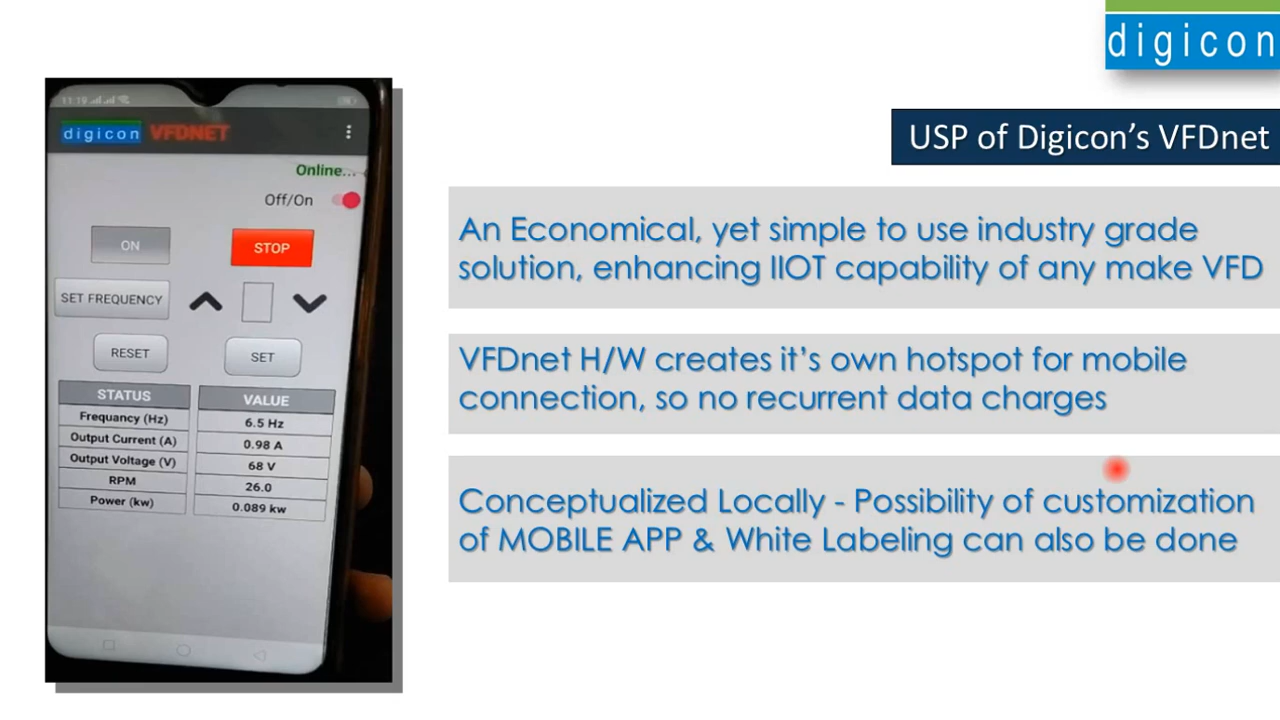 digicon
USP of Digicon’s VFDnet
11:19
digicon VFDNET
Online...
Off/On
ON
STOP
SET FREQUENCY
RESET
SET
STATUS
VALUE
Frequency (Hz)
6.5 Hz
Output Current (A)
0.98 A
Output Voltage (V)
68 V
RPM
26.0
Power (kw)
0.089 kw
An Economical, yet simple to use industry grade
solution, enhancing IIOT capability of any make VFD
VFDnet H/W creates it’s own hotspot for mobile
connection, so no recurrent data charges
Conceptualized Locally - Possibility of customization
of MOBILE APP & White Labeling can also be done